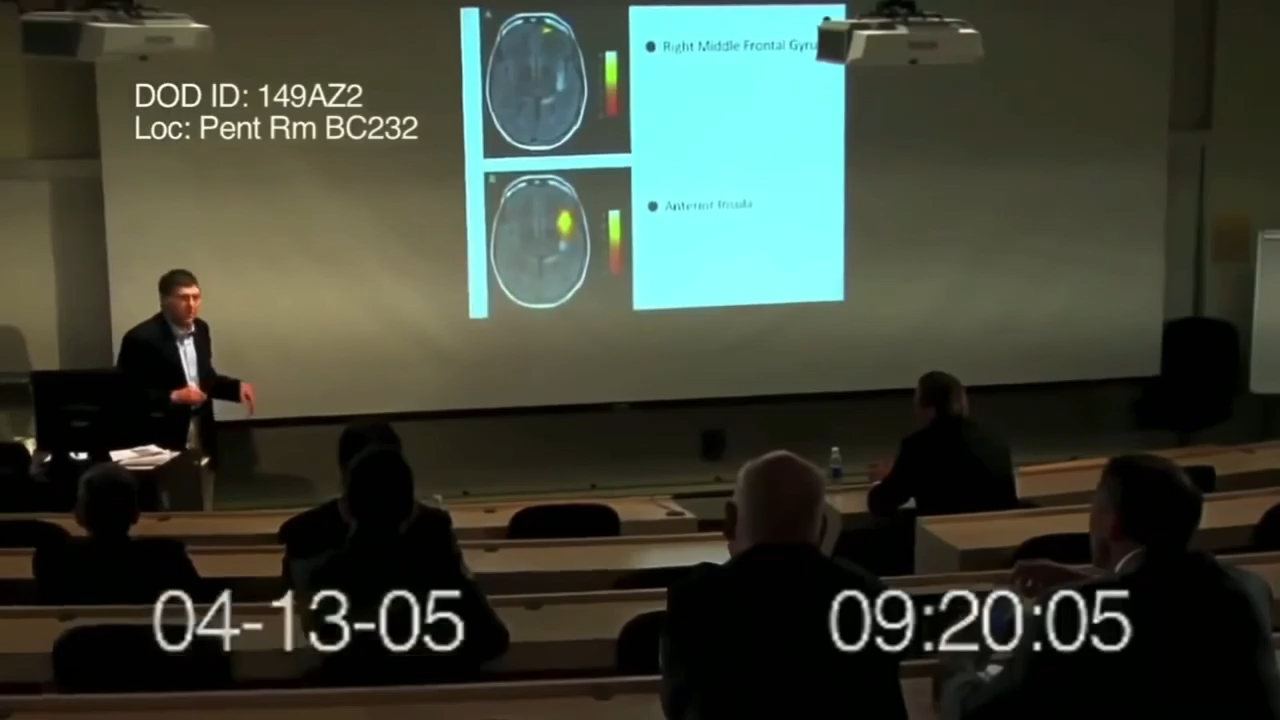 DOD ID: 149AZ2
Loc: Pent Rm BC232
Right Middle Frontal Gyru
Anterior Insula
04-13-05
09:20:05